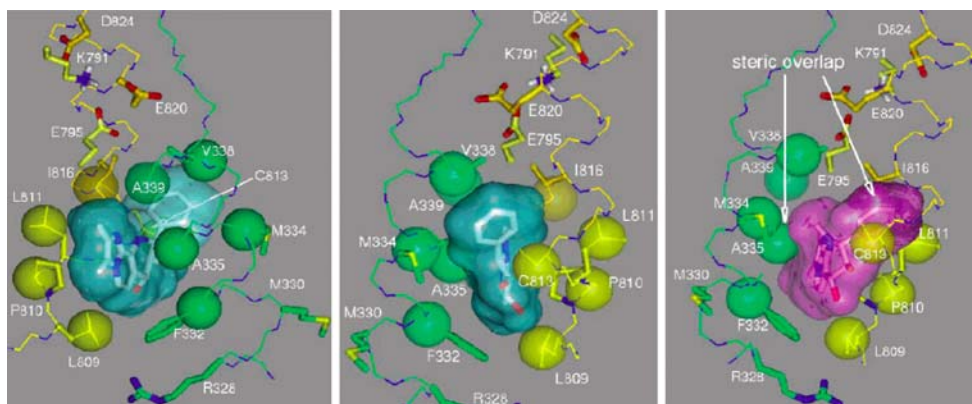 D824
K791
E820
E795
V338
I816
A339
C813
L811
M334
A335
P810
M330
F332
L809
R328
D824
K791
E820
E795
V338
I816
A339
L811
M334
C813
A335
P810
M330
F332
L809
R328
D824
K791
steric overlap
E820
V338
A339
I816
E795
M334
L811
A335
C813
M330
P810
F332
L809
R328